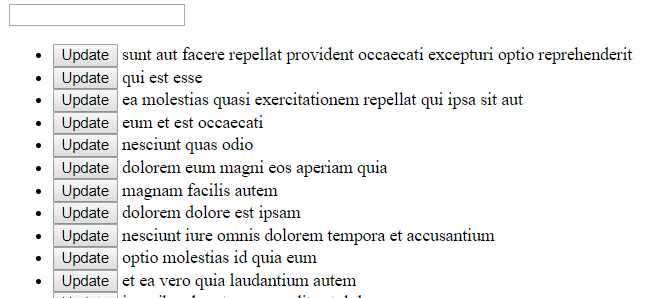 Update sunt aut facere repellat provident occaecati excepturi optio reprehenderit
Update qui est esse
Update ea molestias quasi exercitationem repellat qui ipsa sit aut
Update eum et est occaecati
Update nesciunt quas odio
Update dolorem eum magni eos aperiam quia
Update magnam facilis autem
Update dolorem dolore est ipsam
Update nesciunt iure omnis dolorem tempora et accusantium
Update optio molestias id quia eum
Update et ea vero quia laudantium autem